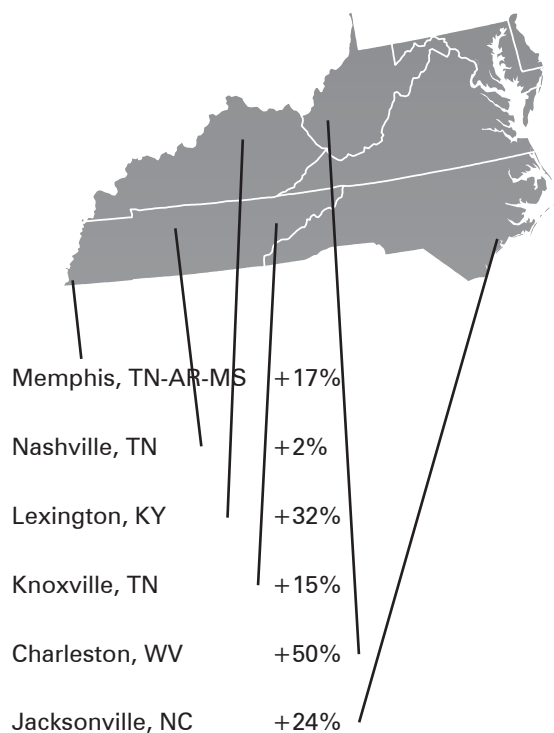 Memphis, TN-AR-MS +17%
Nashville, TN +2%
Lexington, KY +32%
Knoxville, TN +15%
Charleston, WV +50%
Jacksonville, NC +24%